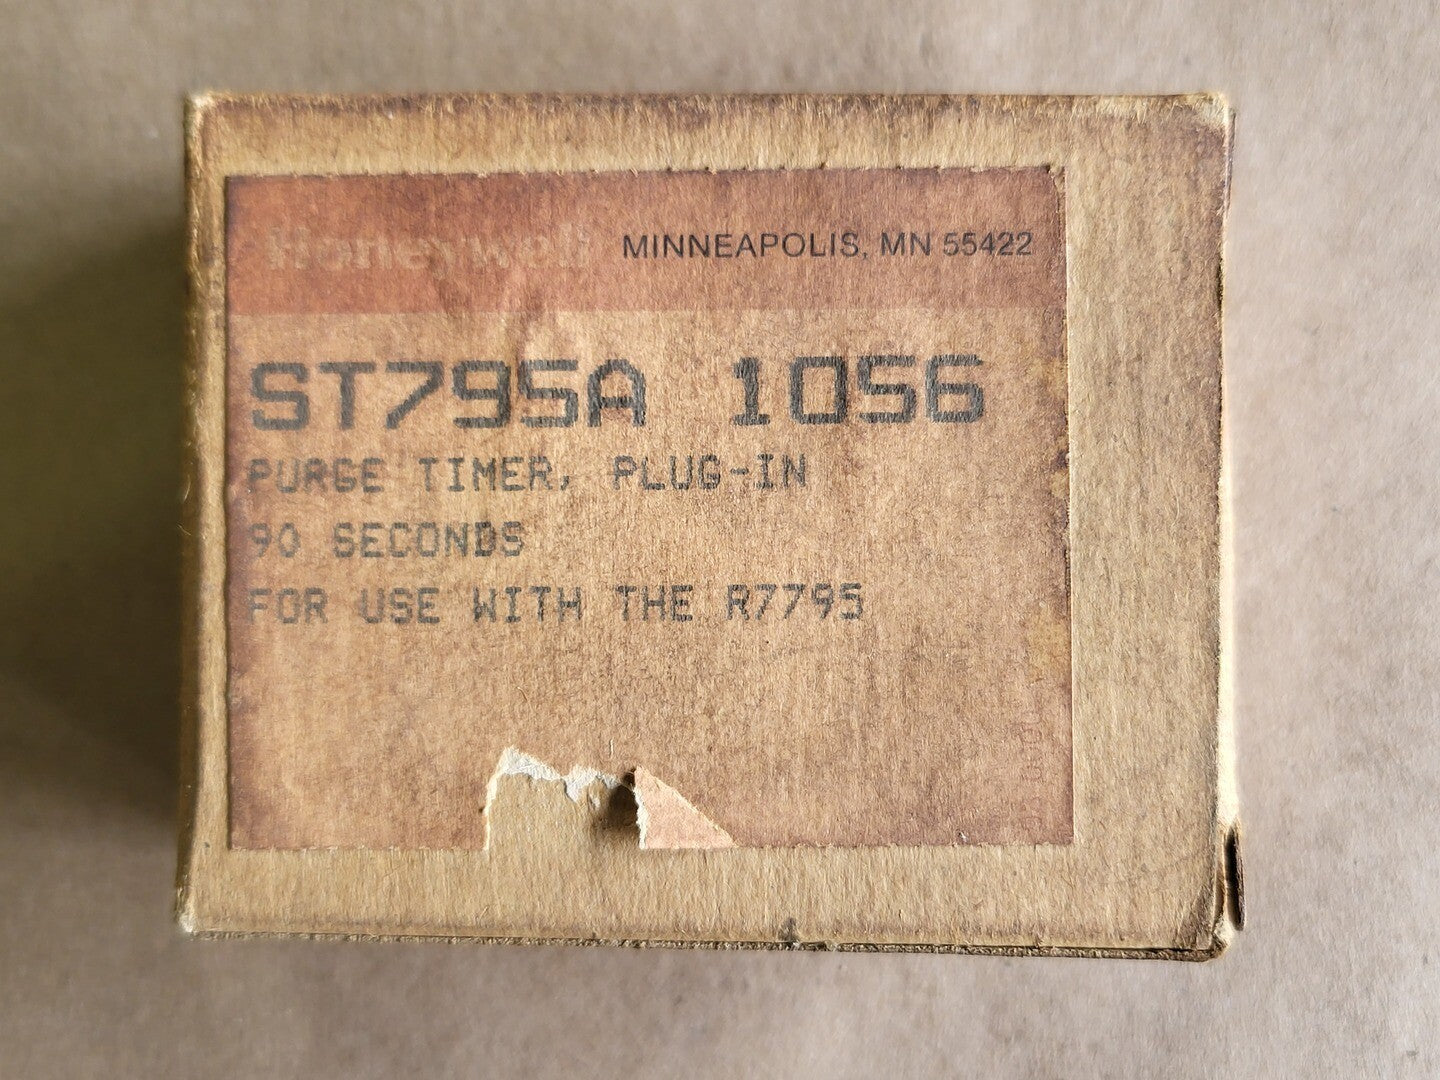 Honeywell MINNEAPOLIS, MN 55422
ST795A 1056
PURGE TIMER, PLUG-IN
90 SECONDS
FOR USE WITH THE R7795